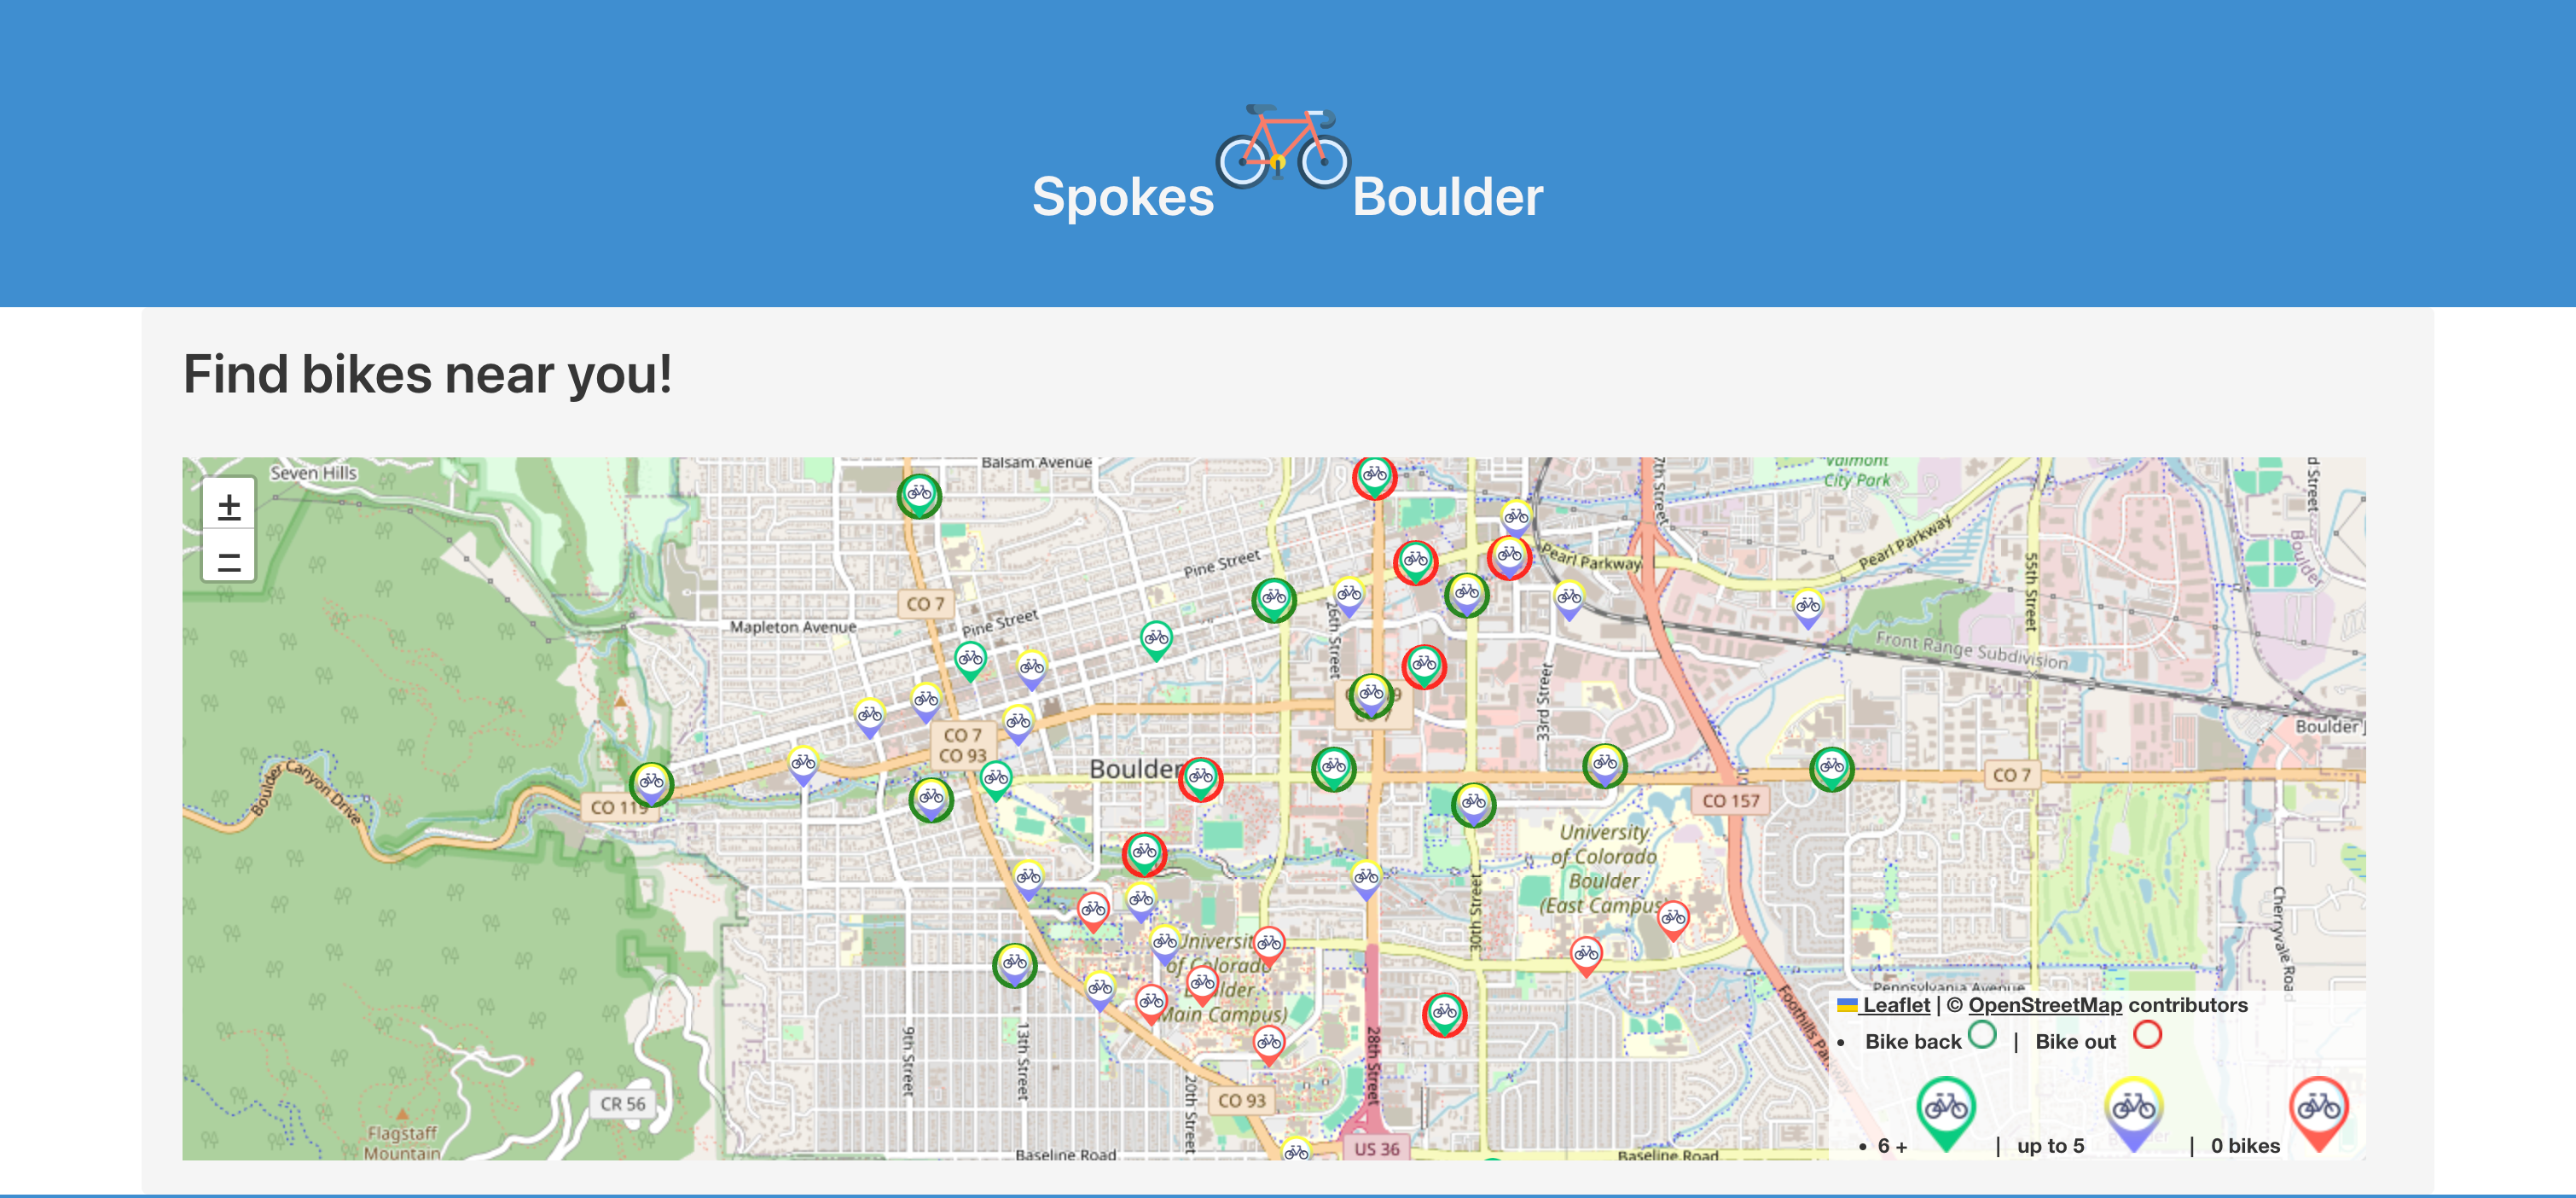 Spokes Boulder
Find bikes near you!
+
−
Seven Hills
Balsam Avenue
Valmont
City Park
Pearl Parkway
Pearl Parkway
Pine Street
Pine Street
Mapleton Avenue
CO 7
26th Street
55th Street
Front Range Subdivision
33rd Street
CO 7
CO 93
Boulder
Boulder Canyon Drive
CO 119
CO 7
CO 157
University
of Colorado
Boulder
(East Campus)
30th Street
University
of Colorado
Boulder
Main Campus)
Cherryvale Road
Pennsylvania Avenue
9th Street
13th Street
20th Street
28th Street
CR 56
CO 93
Flagstaff
Mountain
US 36
Baseline Road
Baseline Road
Leaflet | © OpenStreetMap contributors
• Bike back | Bike out
• 6 + | up to 5 | 0 bikes